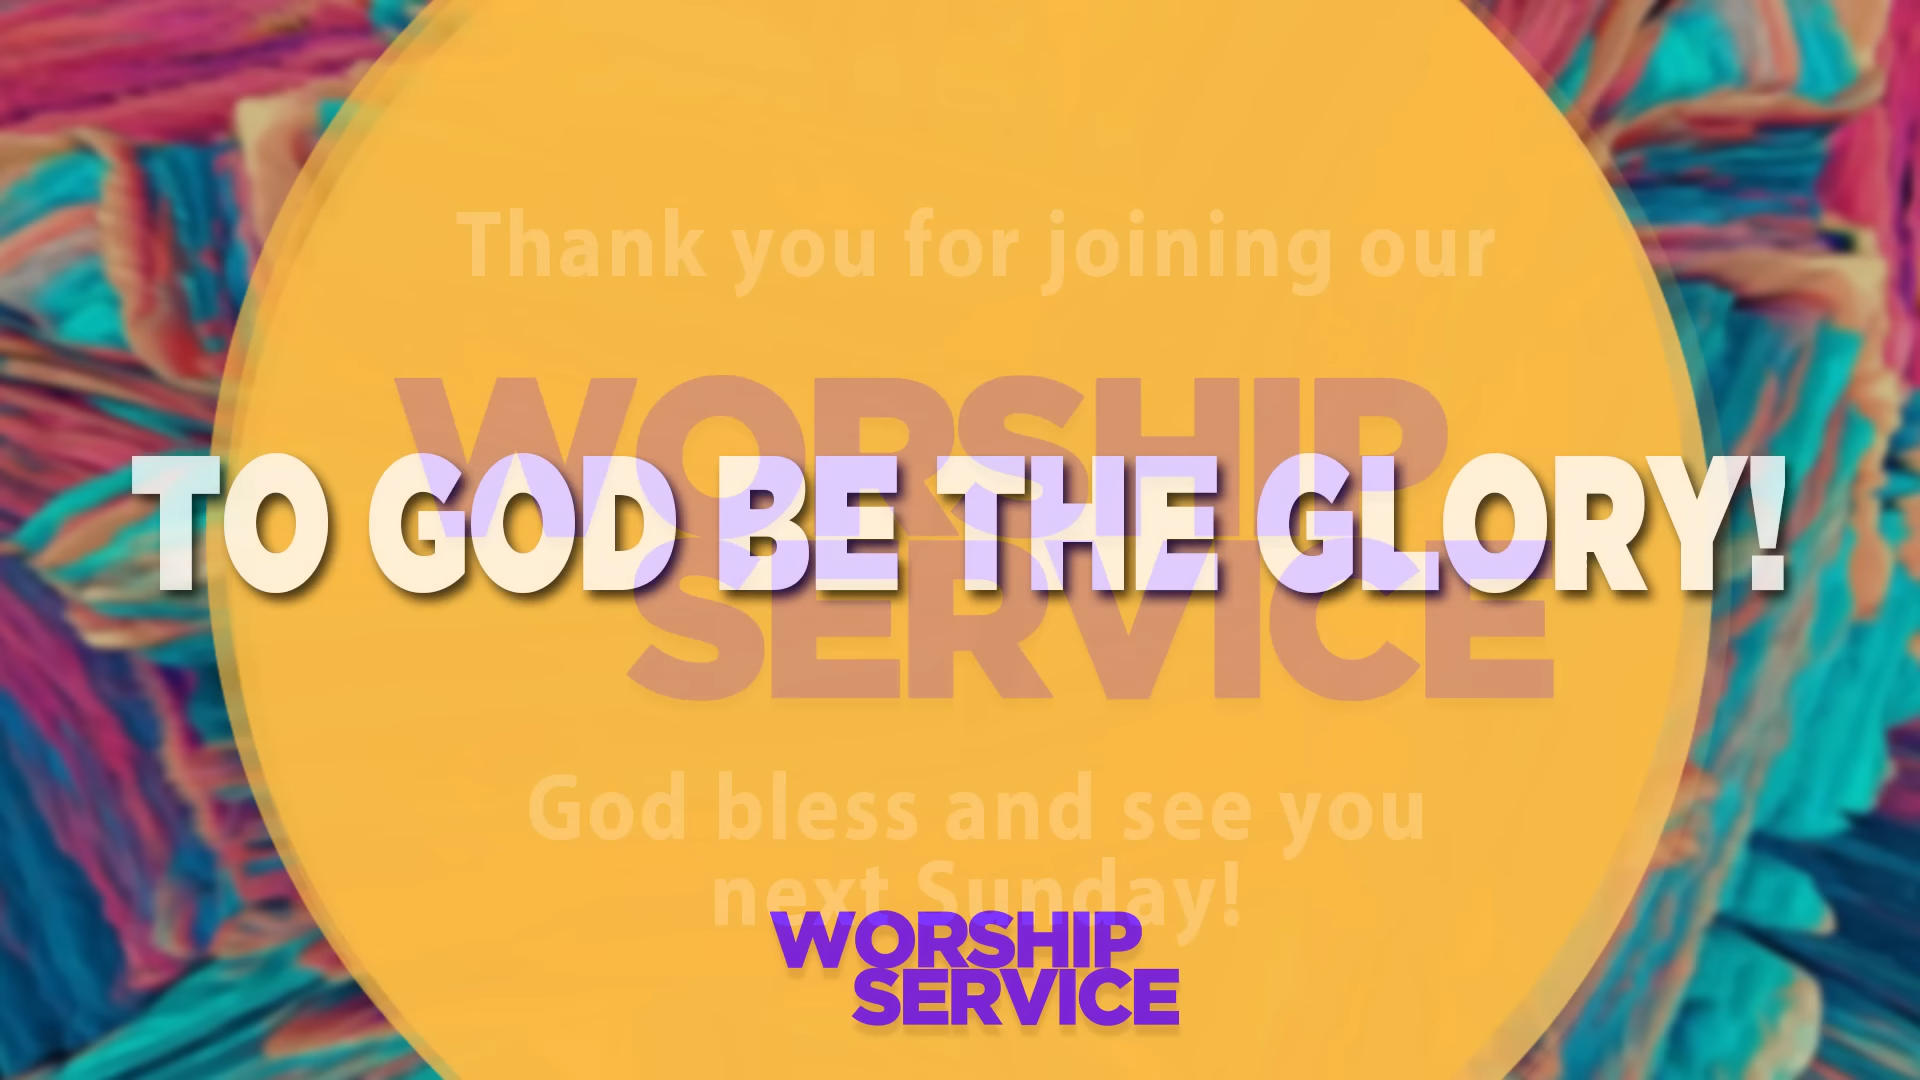 Thank you for joining our
WORSHIP
TO GOD BE THE GLORY!
SERVICE
God bless and see you
next Sunday!
WORSHIP
SERVICE